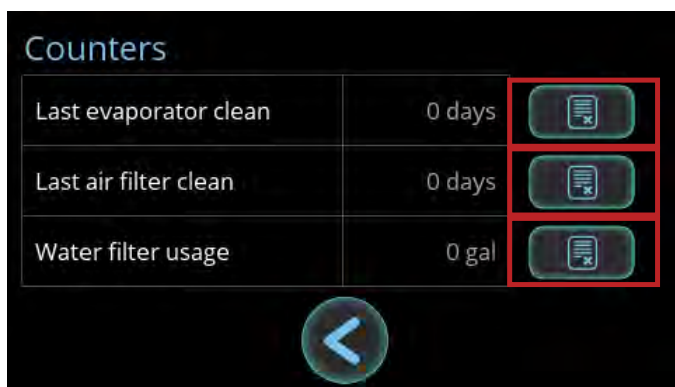 Counters
Last evaporator clean 0 days
Last air filter clean 0 days
Water filter usage 0 gal